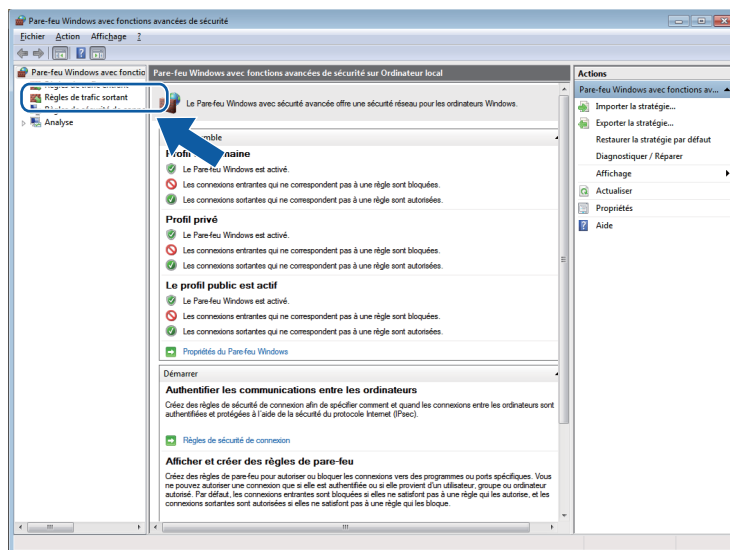 Pare-feu Windows avec fonctions avancées de sécurité
Fichier Action Affichage ?
Pare-feu Windows avec fonctio
Règles de trafic sortant
Analyse
Pare-feu Windows avec fonctions avancées de sécurité sur Ordinateur local
Le Pare-feu Windows avec sécurité avancée offre une sécurité réseau pour les ordinateurs Windows.
Le Pare-feu Windows est activé.
Les connexions entrantes qui ne correspondent pas à une règle sont bloquées.
Les connexions sortantes qui ne correspondent pas à une règle sont autorisées.
Profil privé
Le Pare-feu Windows est activé.
Les connexions entrantes qui ne correspondent pas à une règle sont bloquées.
Les connexions sortantes qui ne correspondent pas à une règle sont autorisées.
Le profil public est actif
Le Pare-feu Windows est activé.
Les connexions entrantes qui ne correspondent pas à une règle sont bloquées.
Les connexions sortantes qui ne correspondent pas à une règle sont autorisées.
Propriétés du Pare-feu Windows
Démarrer
Authentifier les communications entre les ordinateurs
Créez des règles de sécurité de connexion afin de spécifier comment et quand les connexions entre les ordinateurs sont
authentifiées et protégées à l'aide de la sécurité du protocole Internet (IPsec).
Règles de sécurité de connexion
Afficher et créer des règles de pare-feu
Créez des règles de pare-feu pour autoriser ou bloquer les connexions vers des programmes ou ports spécifiques. Vous
ne pouvez autoriser une connexion que si elle est authentifiée ou si elle provient d'un utilisateur, groupe ou ordinateur
autorisé. Par défaut, les connexions entrantes sont bloquées si elles ne satisfont pas à une règle qui les autorise, et les
connexions sortantes sont autorisées si elles ne satisfont pas à une règle qui les bloque.
Actions
Pare-feu Windows avec fonctions av...
Importer la stratégie...
Exporter la stratégie...
Restaurer la stratégie par défaut
Diagnostiquer / Réparer
Affichage
Actualiser
Propriétés
Aide